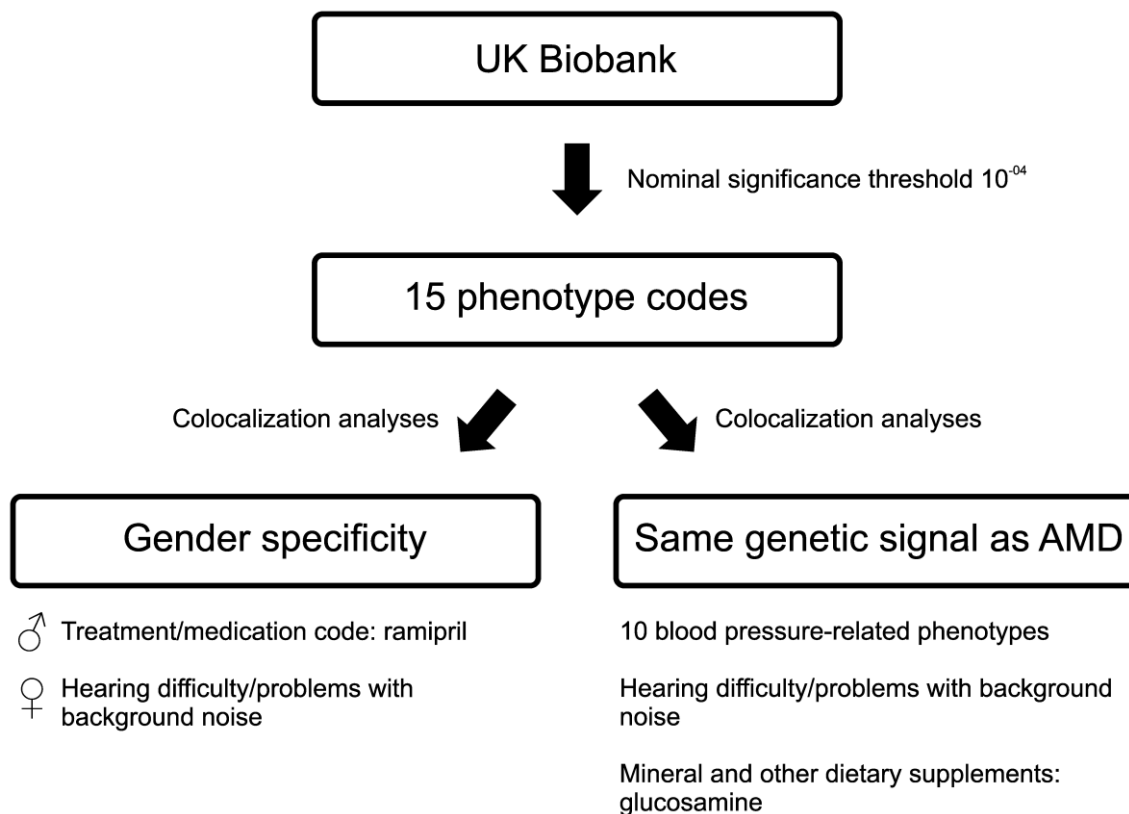 UK Biobank
Nominal significance threshold 10⁻⁰⁴
15 phenotype codes
Colocalization analyses
Colocalization analyses
Gender specificity
♂ Treatment/medication code: ramipril
♀ Hearing difficulty/problems with
background noise
Same genetic signal as AMD
10 blood pressure-related phenotypes
Hearing difficulty/problems with background
noise
Mineral and other dietary supplements:
glucosamine